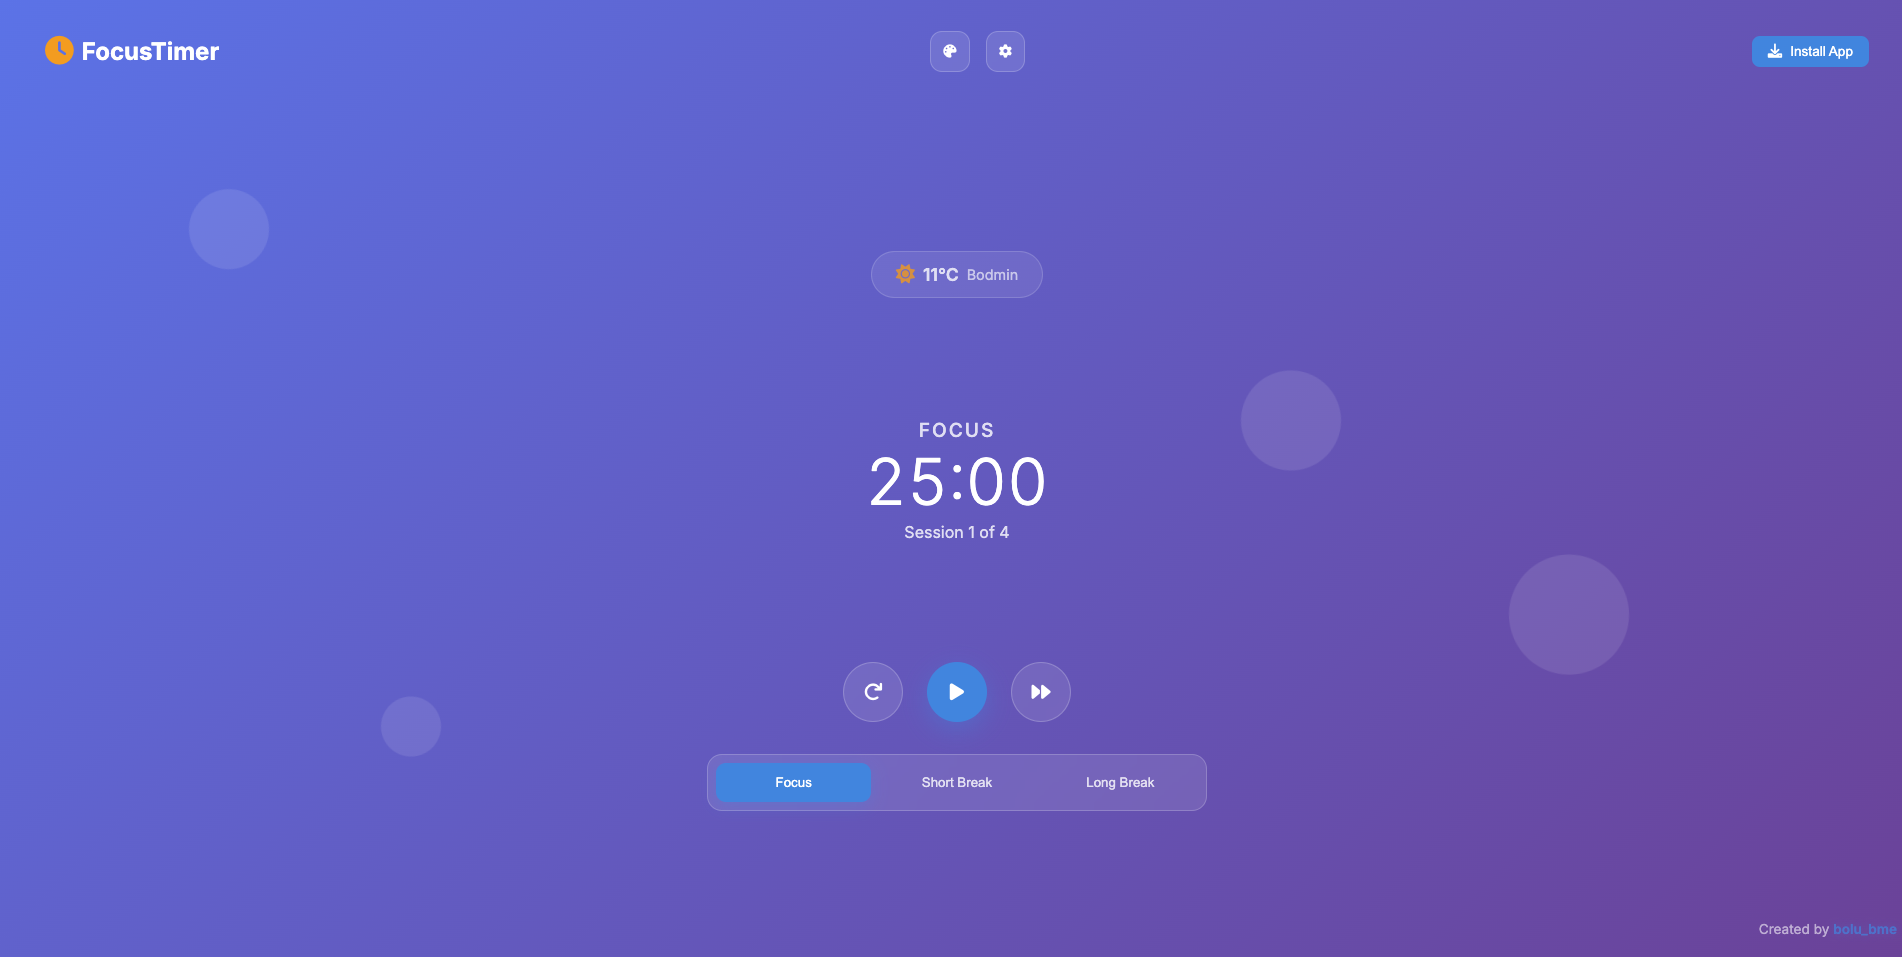 FocusTimer
Install App
11°C Bodmin
FOCUS
25:00
Session 1 of 4
Focus
Short Break
Long Break
Created by bolu_bme